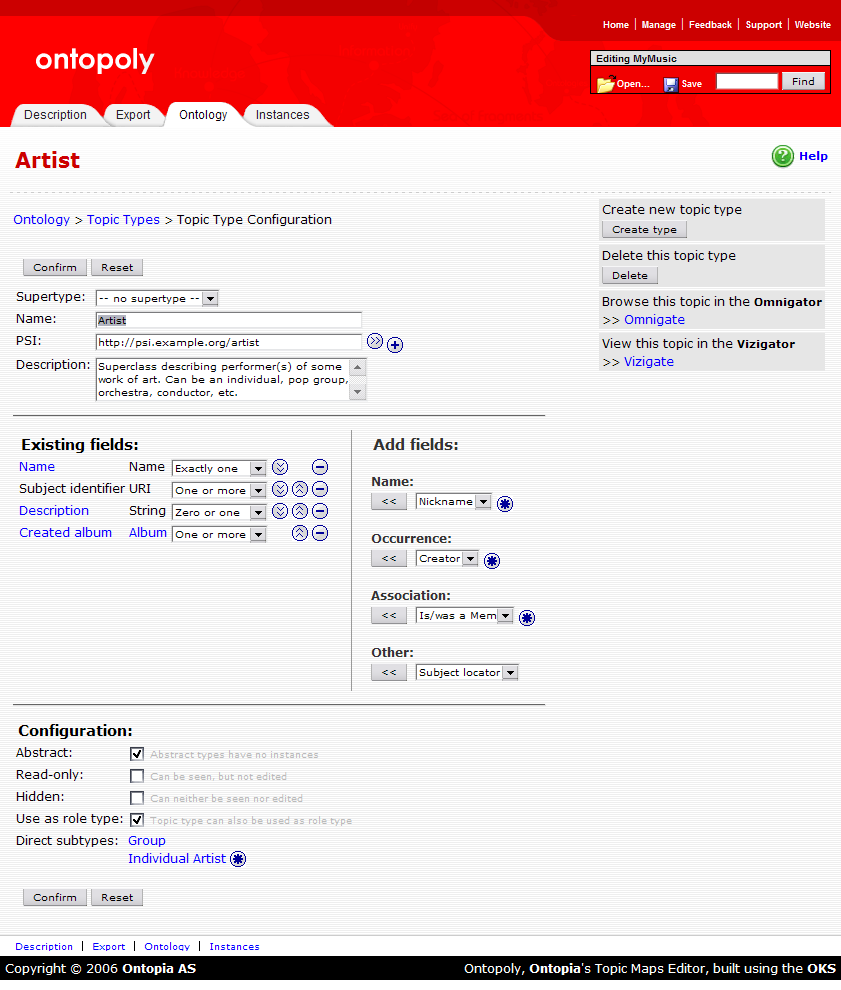 Home | Manage | Feedback | Support | Website
ontopoly
Editing MyMusic
Open... Save Find
Description Export Ontology Instances
Artist
Help
Ontology > Topic Types > Topic Type Configuration
Create new topic type
Create type
Delete this topic type
Delete
Browse this topic in the Omnigator
>> Omnigate
View this topic in the Vizigator
>> Vizigate
Confirm Reset
Supertype: -- no supertype --
Name: Artist
PSI: http://psi.example.org/artist
Description: Superclass describing performer(s) of some
work of art. Can be an individual, pop group,
orchestra, conductor, etc.
Existing fields:
Name Name Exactly one
Subject identifier URI One or more
Description String Zero or one
Created album Album One or more
Add fields:
Name:
<< Nickname
Occurrence:
<< Creator
Association:
<< Is/was a Mem
Other:
<< Subject locator
Configuration:
Abstract: Abstract types have no instances
Read-only: Can be seen, but not edited
Hidden: Can neither be seen nor edited
Use as role type: Topic type can also be used as role type
Direct subtypes: Group
Individual Artist
Confirm Reset
Description | Export | Ontology | Instances
Copyright © 2006 Ontopia AS
Ontopoly, Ontopia's Topic Maps Editor, built using the OKS